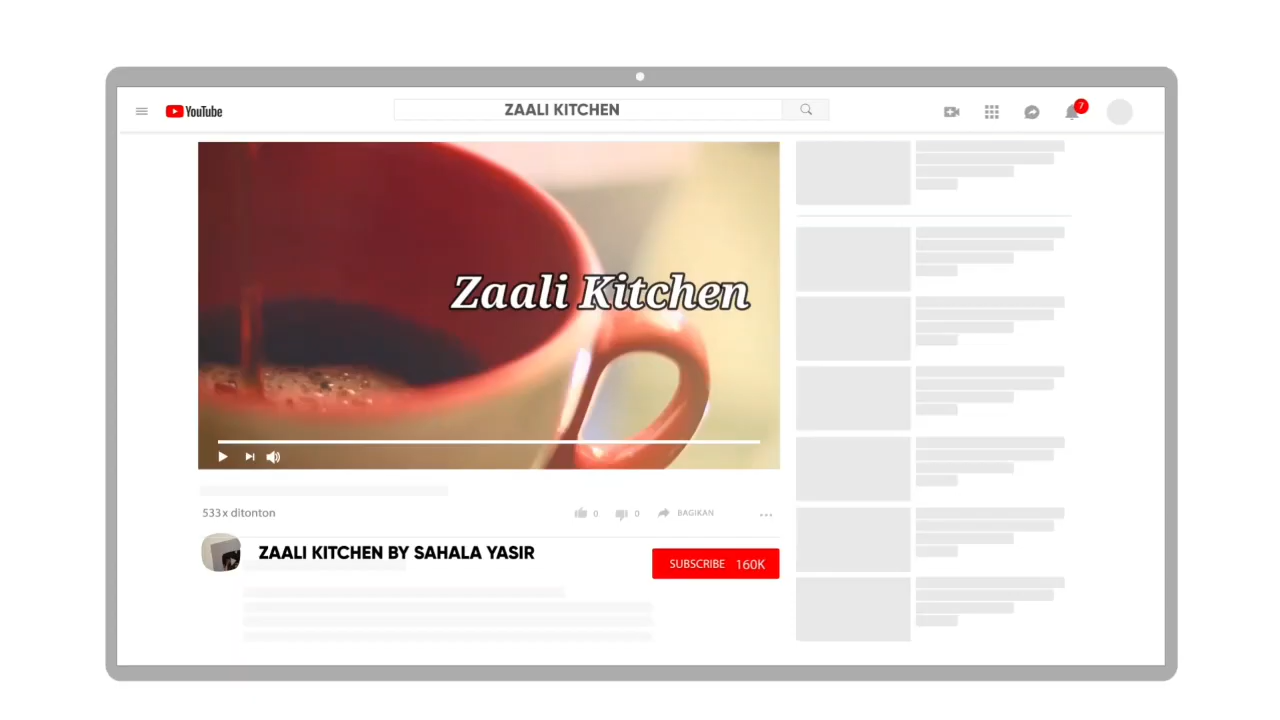 YouTube
ZAALI KITCHEN
7
Zaali Kitchen
533x ditonton
0
0
BAGIKAN
ZAALI KITCHEN BY SAHALA YASIR
SUBSCRIBE 160K